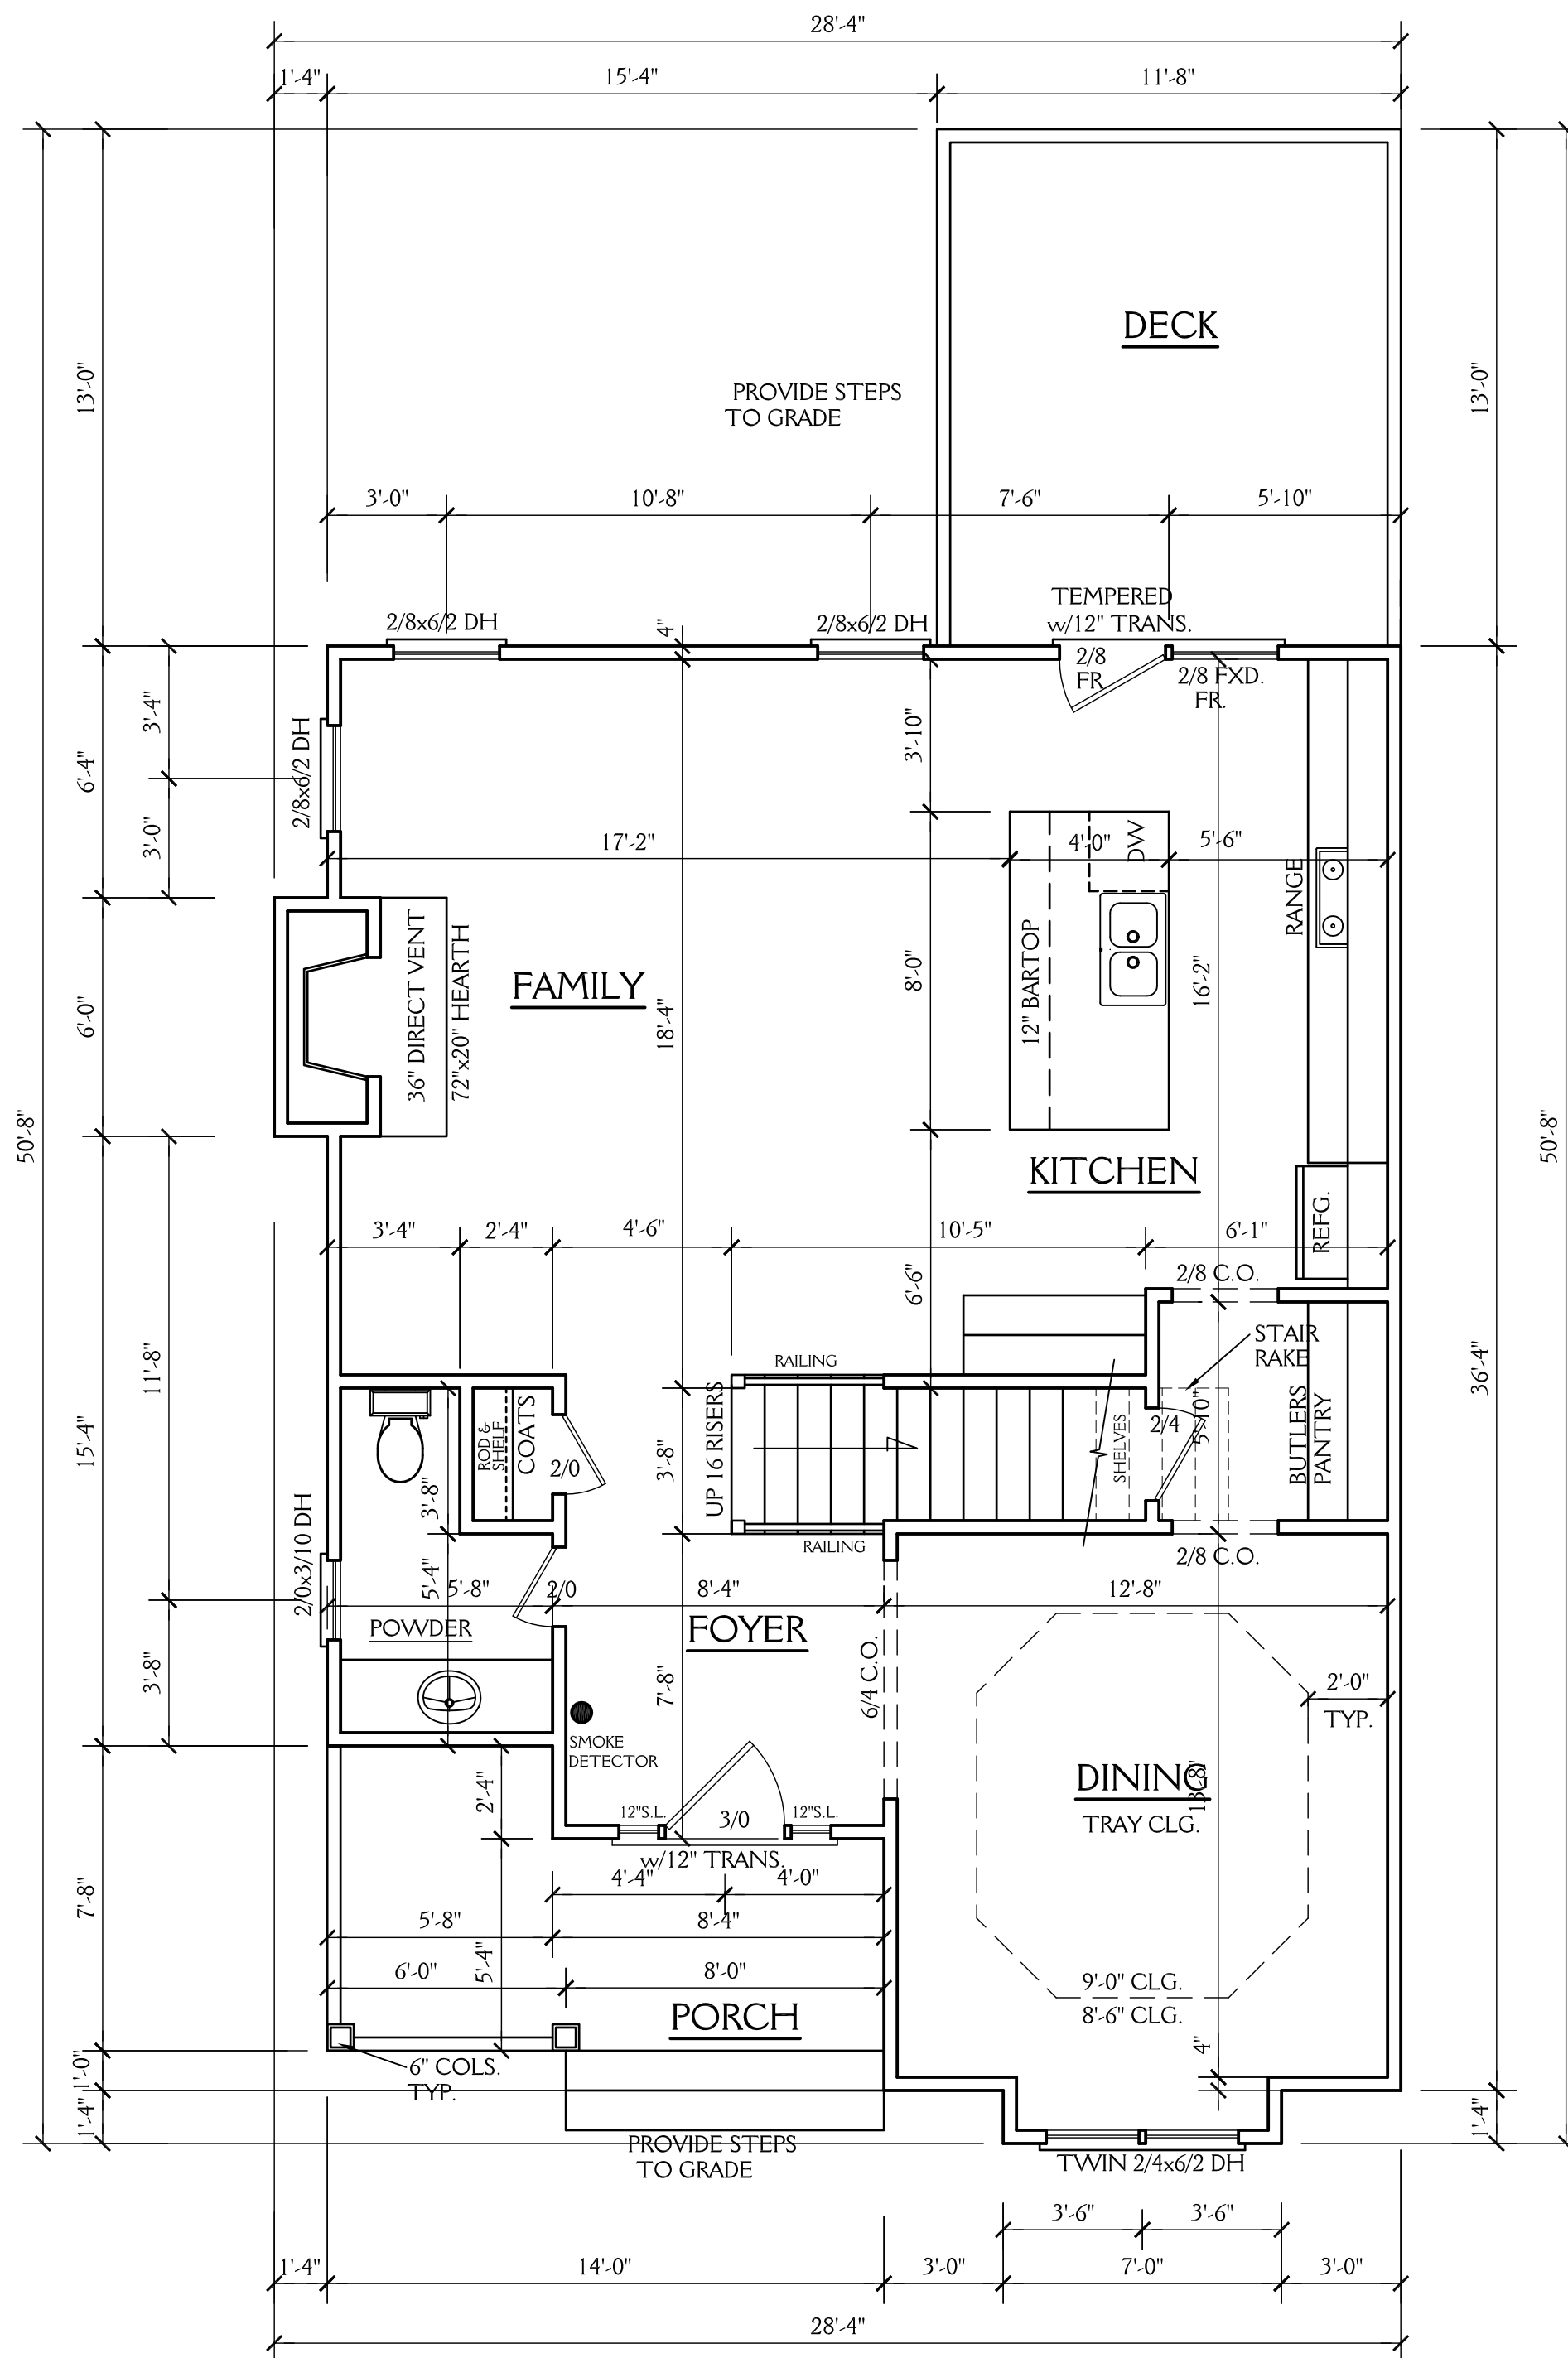 28'-4"
1'-4"
15'-4"
11'-8"
DECK
13'-0"
13'-0"
PROVIDE STEPS
TO GRADE
3'-0"
10'-8"
7'-6"
5'-10"
TEMPERED
w/12" TRANS.
2/8x6/2 DH
2/8x6/2 DH
4"
2/8
FR.
2/8 FXD.
FR.
3'-4"
6'-4"
3'-0"
2/8x6/2 DH
3'-10"
17'-2"
4'-0"
DW
5'-6"
RANGE
36" DIRECT VENT
72"x20" HEARTH
FAMILY
18'-4"
8'-0"
12" BARTOP
16'-2"
6'-0"
50'-8"
50'-8"
KITCHEN
REFG.
3'-4"
2'-4"
4'-6"
10'-5"
6'-1"
6'-6"
2/8 C.O.
STAIR
RAKE
11'-8"
15'-4"
36'-4"
RAILING
UP 16 RISERS
ROD &
SHELF
COATS
2/0
3'-8"
3'-8"
SHELVES
2/4
5'-10"
BUTLERS
PANTRY
RAILING
2/8 C.O.
2/0x3/10 DH
5'-4"
5'-8"
2/0
8'-4"
12'-8"
POWDER
FOYER
3'-8"
7'-8"
6/4 C.O.
2'-0"
TYP.
SMOKE
DETECTOR
2'-4"
12"S.L.
3/0
12"S.L.
w/12" TRANS.
DINING
13'-8"
TRAY CLG.
4'-4"
4'-0"
7'-8"
5'-8"
8'-4"
5'-4"
6'-0"
8'-0"
9'-0" CLG.
8'-6" CLG.
PORCH
4"
6" COLS.
TYP.
1'-0"
1'-4"
1'-4"
PROVIDE STEPS
TO GRADE
TWIN 2/4x6/2 DH
3'-6"
3'-6"
1'-4"
14'-0"
3'-0"
7'-0"
3'-0"
28'-4"